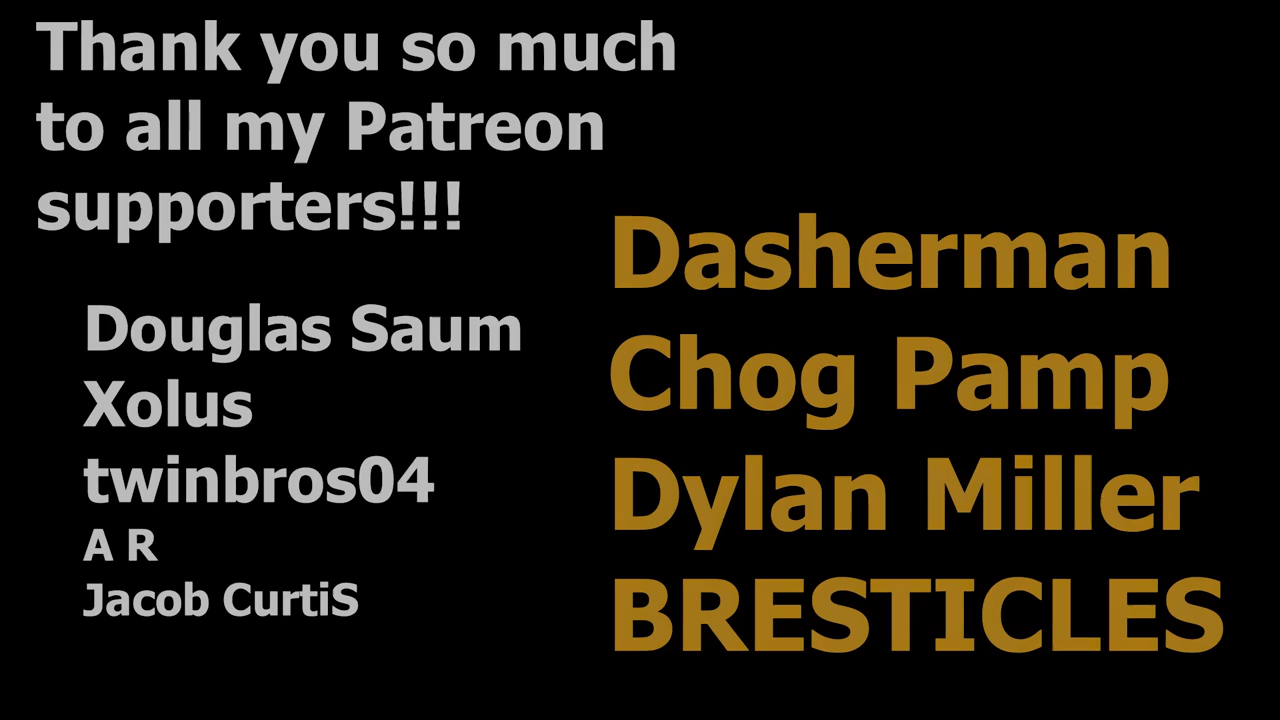 Thank you so much
to all my Patreon
supporters!!!
Douglas Saum
Xolus
twinbros04
A R
Jacob CurtiS
Dasherman
Chog Pamp
Dylan Miller
BRESTICLES